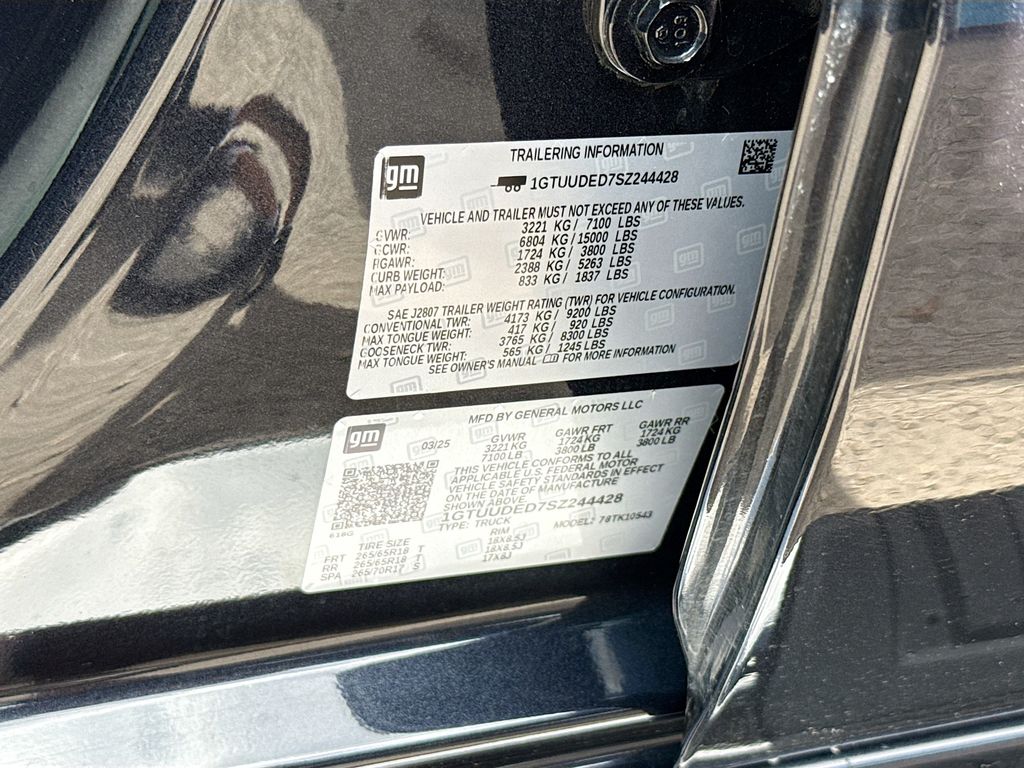 gm
TRAILERING INFORMATION
1GTUUDED7SZ244428
VEHICLE AND TRAILER MUST NOT EXCEED ANY OF THESE VALUES.
GVWR: 3221 KG / 7100 LBS
GCWR: 6804 KG / 15000 LBS
RGAWR: 1724 KG / 3800 LBS
CURB WEIGHT: 2388 KG / 5263 LBS
MAX PAYLOAD: 833 KG / 1837 LBS
SAE J2807 TRAILER WEIGHT RATING (TWR) FOR VEHICLE CONFIGURATION.
CONVENTIONAL TWR: 4173 KG / 9200 LBS
MAX TONGUE WEIGHT: 417 KG / 920 LBS
GOOSENECK TWR: 3765 KG / 8300 LBS
MAX TONGUE WEIGHT: 565 KG / 1245 LBS
SEE OWNER'S MANUAL gm FOR MORE INFORMATION
gm
MFD BY GENERAL MOTORS LLC
03/25 GVWR GAWR FRT GAWR RR
3221 KG 1724 KG 1724 KG
7100 LB 3800 LB 3800 LB
THIS VEHICLE CONFORMS TO ALL
APPLICABLE U.S. FEDERAL MOTOR
VEHICLE SAFETY STANDARDS IN EFFECT
ON THE DATE OF MANUFACTURE
SHOWN ABOVE.
1GTUUDED7SZ244428
TYPE: TRUCK MODEL: 78TK10543
TIRE SIZE RIM
FRT 265/65R18 T 18X8.5J
RR 265/65R18 T 18X8.5J
SPA 265/70R17 S 17X8J